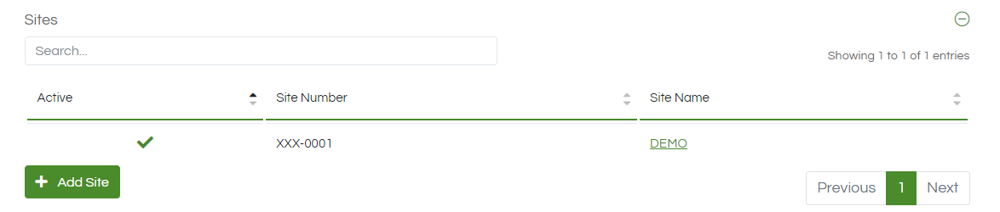 Sites
Search...
Showing 1 to 1 of 1 entries
Active Site Number Site Name
XXX-0001 DEMO
Add Site
Previous 1 Next